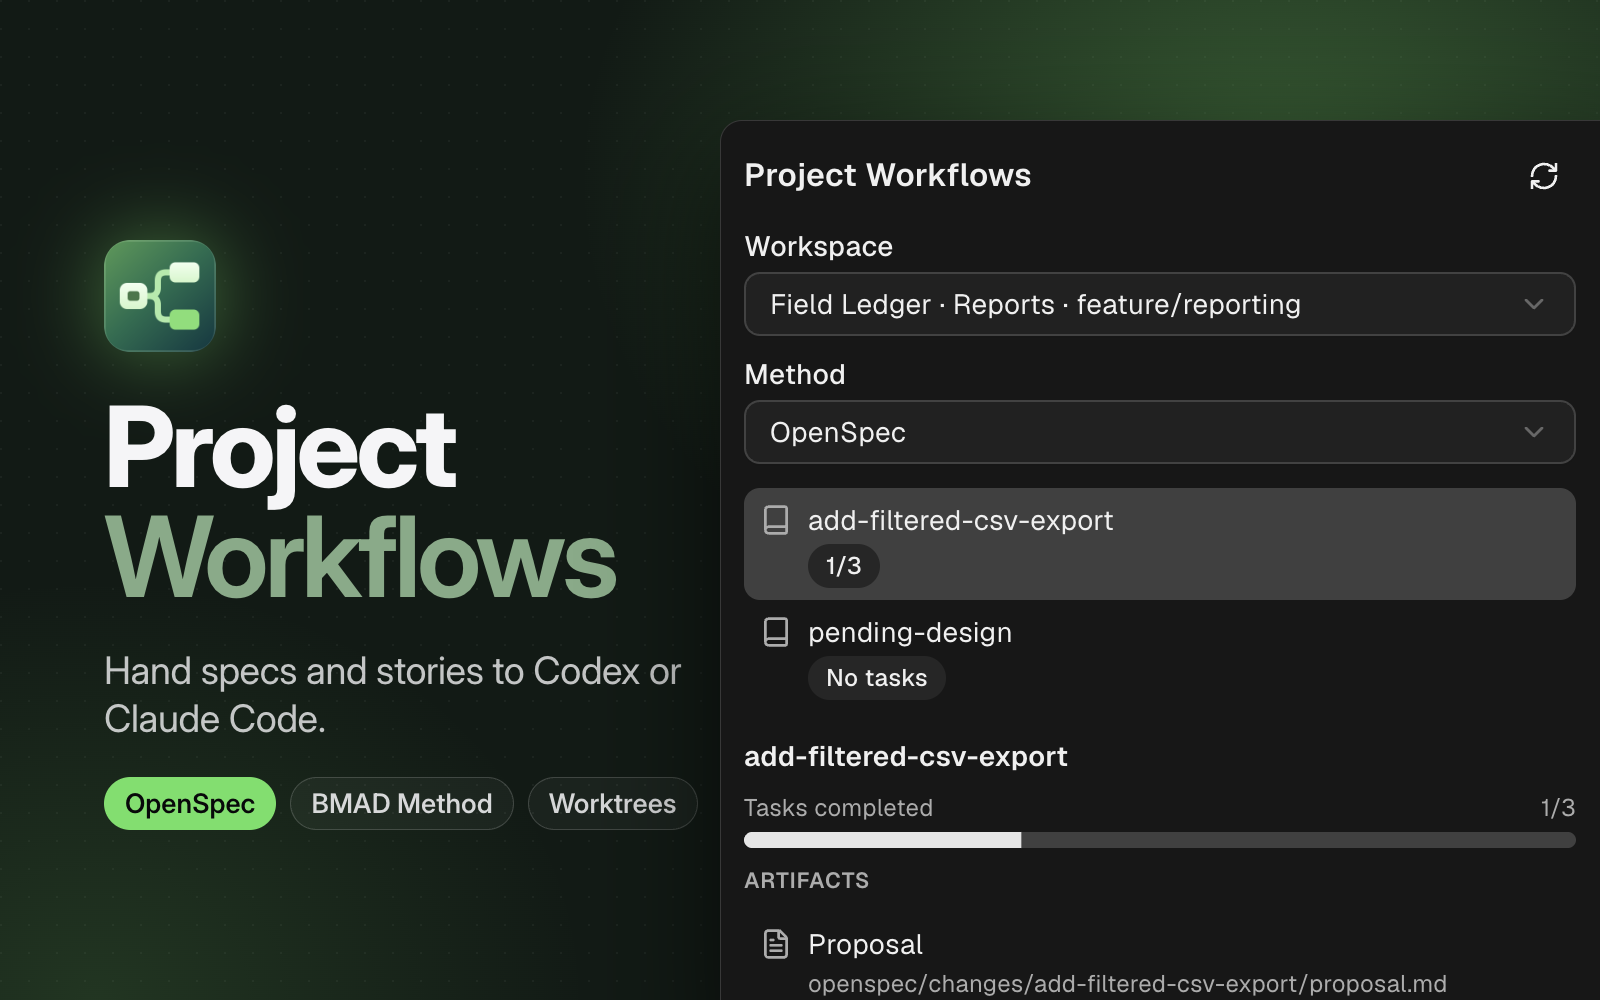 Project
Workflows
Hand specs and stories to Codex or
Claude Code.
OpenSpec
BMAD Method
Worktrees
Project Workflows
Workspace
Field Ledger · Reports · feature/reporting
Method
OpenSpec
add-filtered-csv-export
1/3
pending-design
No tasks
add-filtered-csv-export
Tasks completed 1/3
ARTIFACTS
Proposal
openspec/changes/add-filtered-csv-export/proposal.md